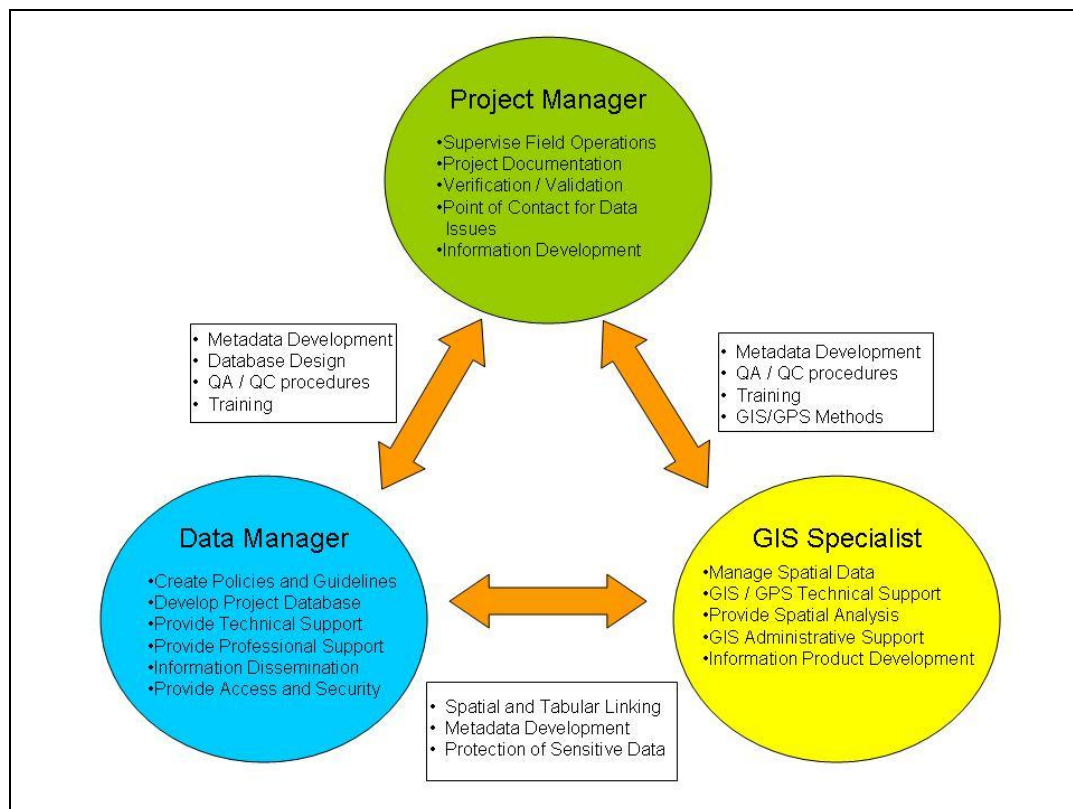 Project Manager
•Supervise Field Operations
•Project Documentation
•Verification / Validation
•Point of Contact for Data
Issues
•Information Development
• Metadata Development
• Database Design
• QA / QC procedures
• Training
• Metadata Development
• QA / QC procedures
• Training
• GIS/GPS Methods
Data Manager
•Create Policies and Guidelines
•Develop Project Database
•Provide Technical Support
•Provide Professional Support
•Information Dissemination
•Provide Access and Security
GIS Specialist
•Manage Spatial Data
•GIS / GPS Technical Support
•Provide Spatial Analysis
•GIS Administrative Support
•Information Product Development
• Spatial and Tabular Linking
• Metadata Development
• Protection of Sensitive Data